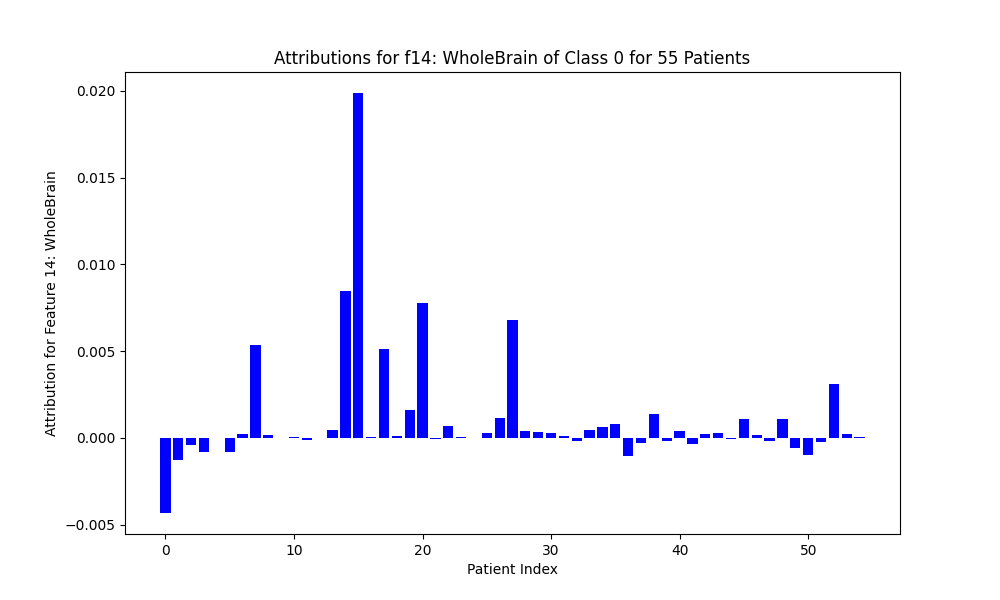 Attributions for f14: WholeBrain of Class 0 for 55 Patients
Attribution for Feature 14: WholeBrain
0.020
0.015
0.010
0.005
0.000
−0.005
0 10 20 30 40 50
Patient Index